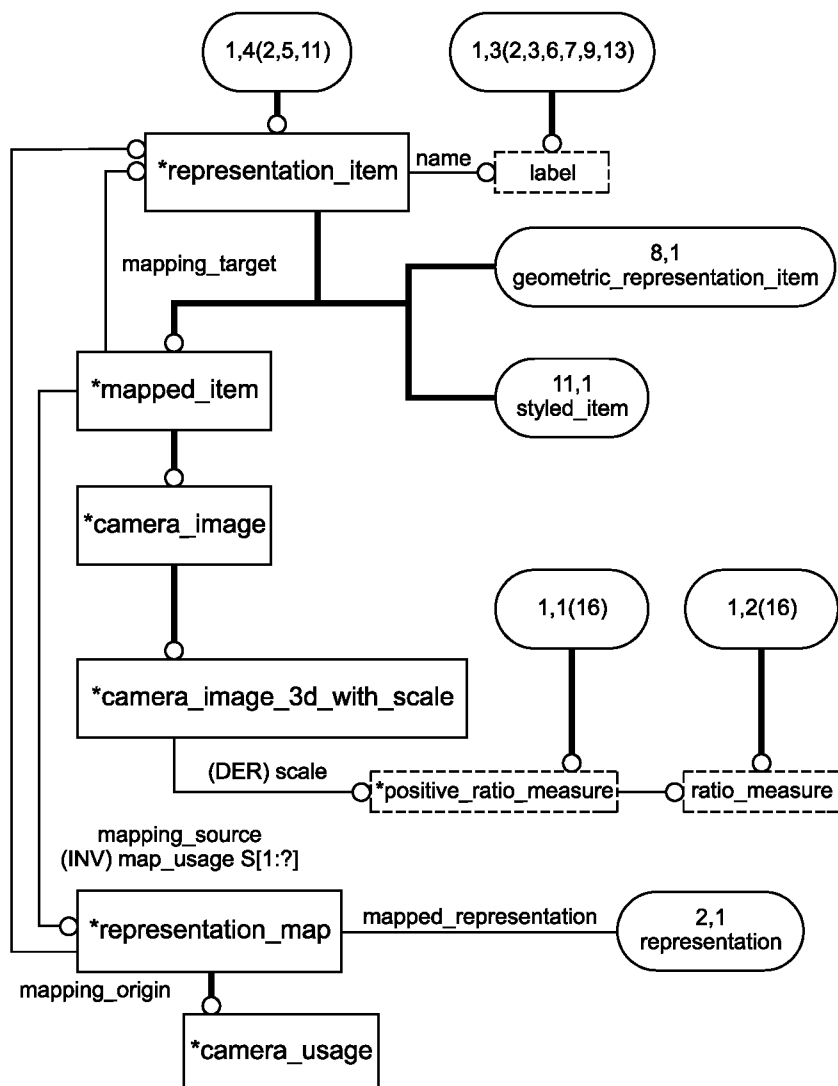 1,4(2,5,11)
1,3(2,3,6,7,9,13)
*representation_item
name
label
mapping_target
8,1
geometric_representation_item
*mapped_item
11,1
styled_item
*camera_image
1,1(16)
1,2(16)
*camera_image_3d_with_scale
(DER) scale
*positive_ratio_measure
ratio_measure
mapping_source
(INV) map_usage S[1:?]
*representation_map
mapped_representation
2,1
representation
mapping_origin
*camera_usage